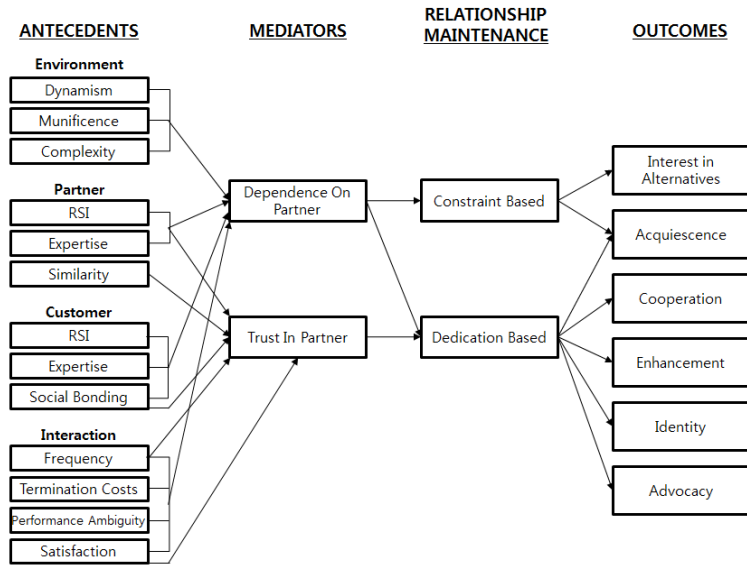 ANTECEDENTS
MEDIATORS
RELATIONSHIP
MAINTENANCE
OUTCOMES
Environment
Dynamism
Munificence
Complexity
Partner
RSI
Expertise
Similarity
Customer
RSI
Expertise
Social Bonding
Interaction
Frequency
Termination Costs
Performance Ambiguity
Satisfaction
Dependence On
Partner
Trust In Partner
Constraint Based
Dedication Based
Interest in
Alternatives
Acquiescence
Cooperation
Enhancement
Identity
Advocacy